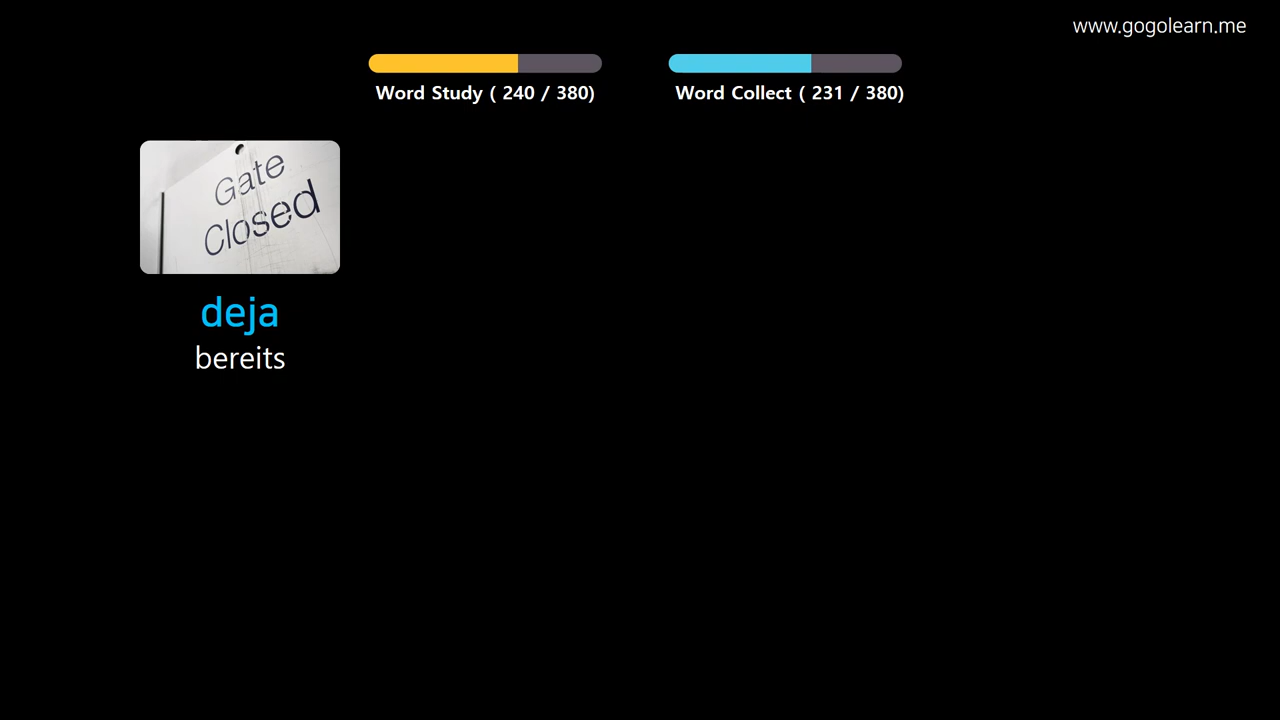 www.gogolearn.me
Word Study ( 240 / 380)
Word Collect ( 231 / 380)
Gate
Closed
deja
bereits